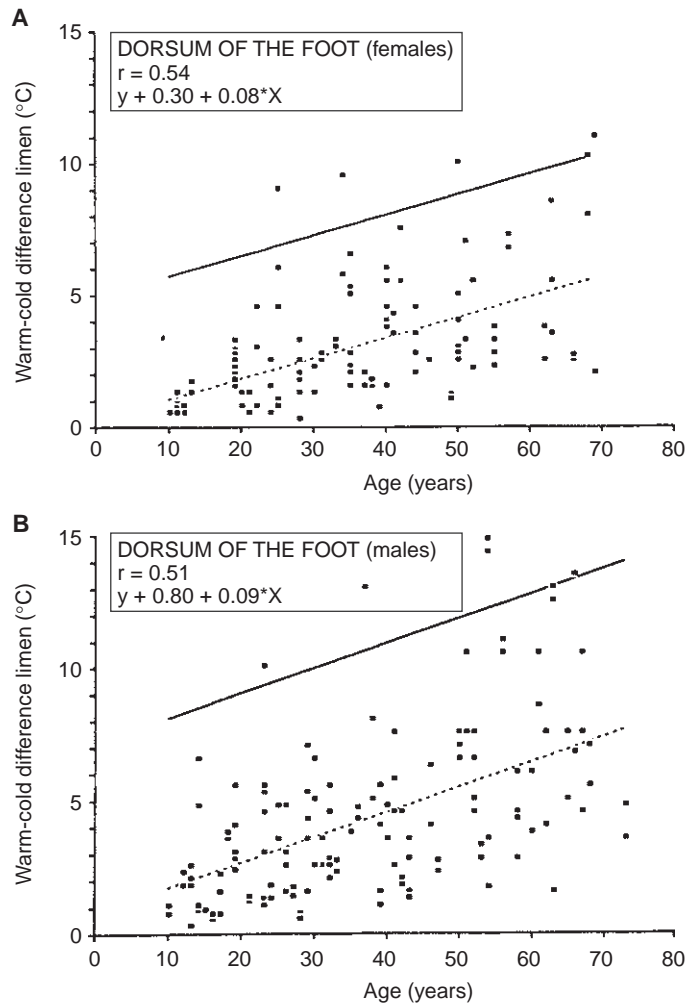 A
15
DORSUM OF THE FOOT (females)
r = 0.54
y + 0.30 + 0.08*X
10
5
0
Warm-cold difference limen (°C)
0 10 20 30 40 50 60 70 80
Age (years)
B
15
DORSUM OF THE FOOT (males)
r = 0.51
y + 0.80 + 0.09*X
10
5
0
Warm-cold difference limen (°C)
0 10 20 30 40 50 60 70 80
Age (years)